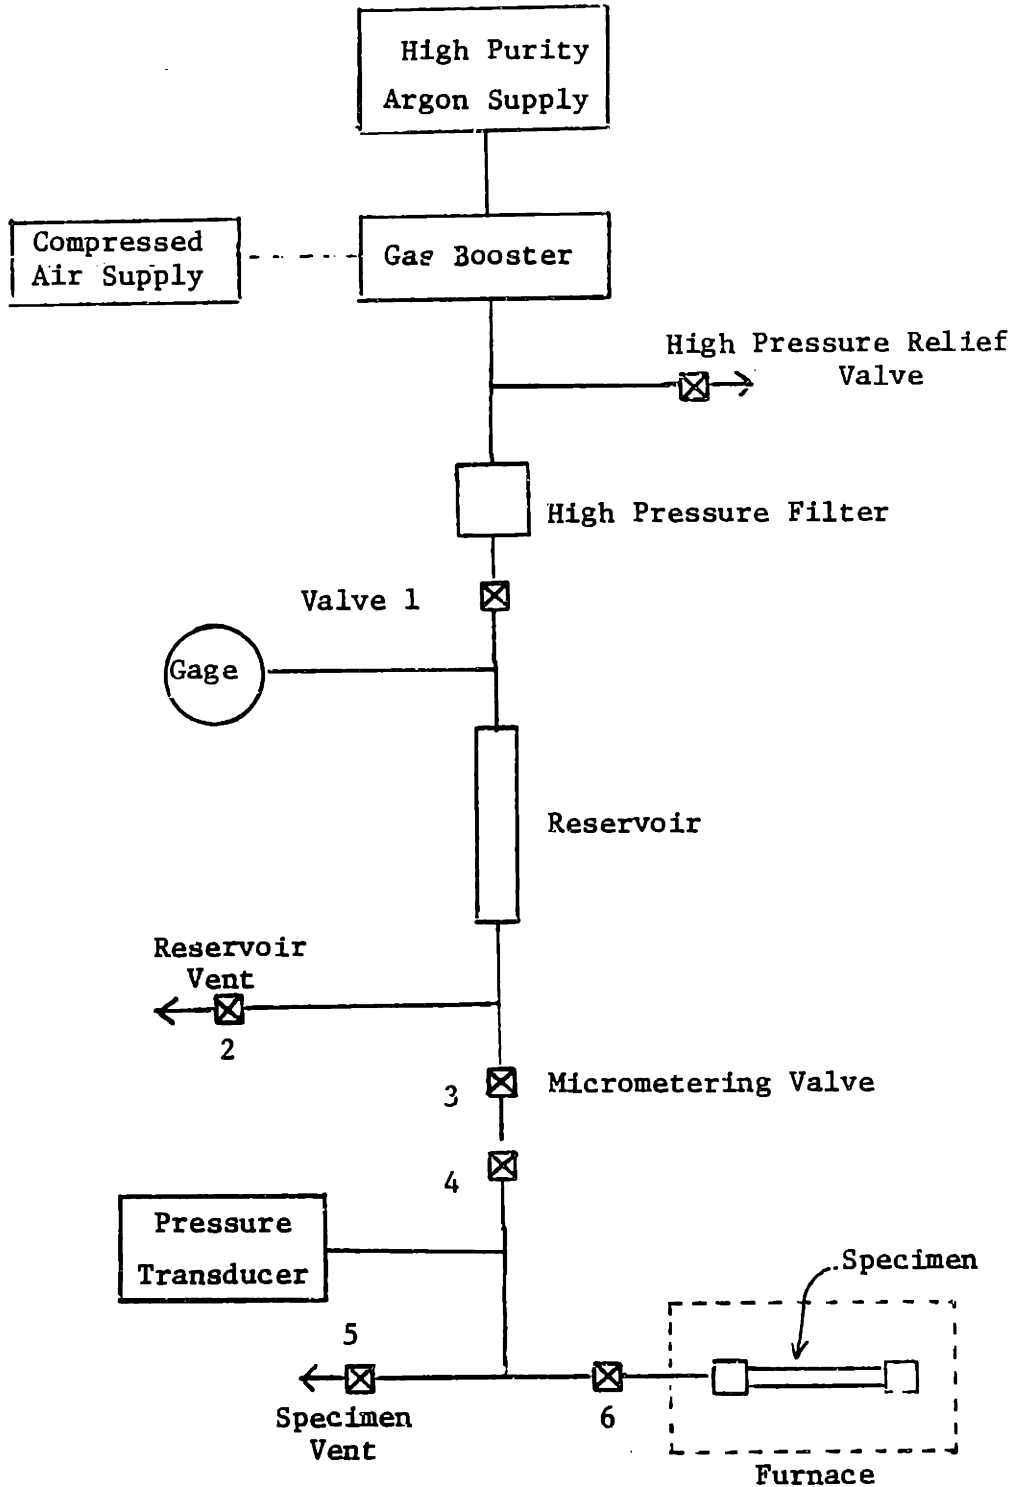 High Purity
Argon Supply
Compressed
Air Supply
Gas Booster
High Pressure Relief
Valve
High Pressure Filter
Valve 1
Gage
Reservoir
Reservoir
Vent
2
3
Micrometering Valve
4
Pressure
Transducer
Specimen
5
Specimen
Vent
6
Furnace